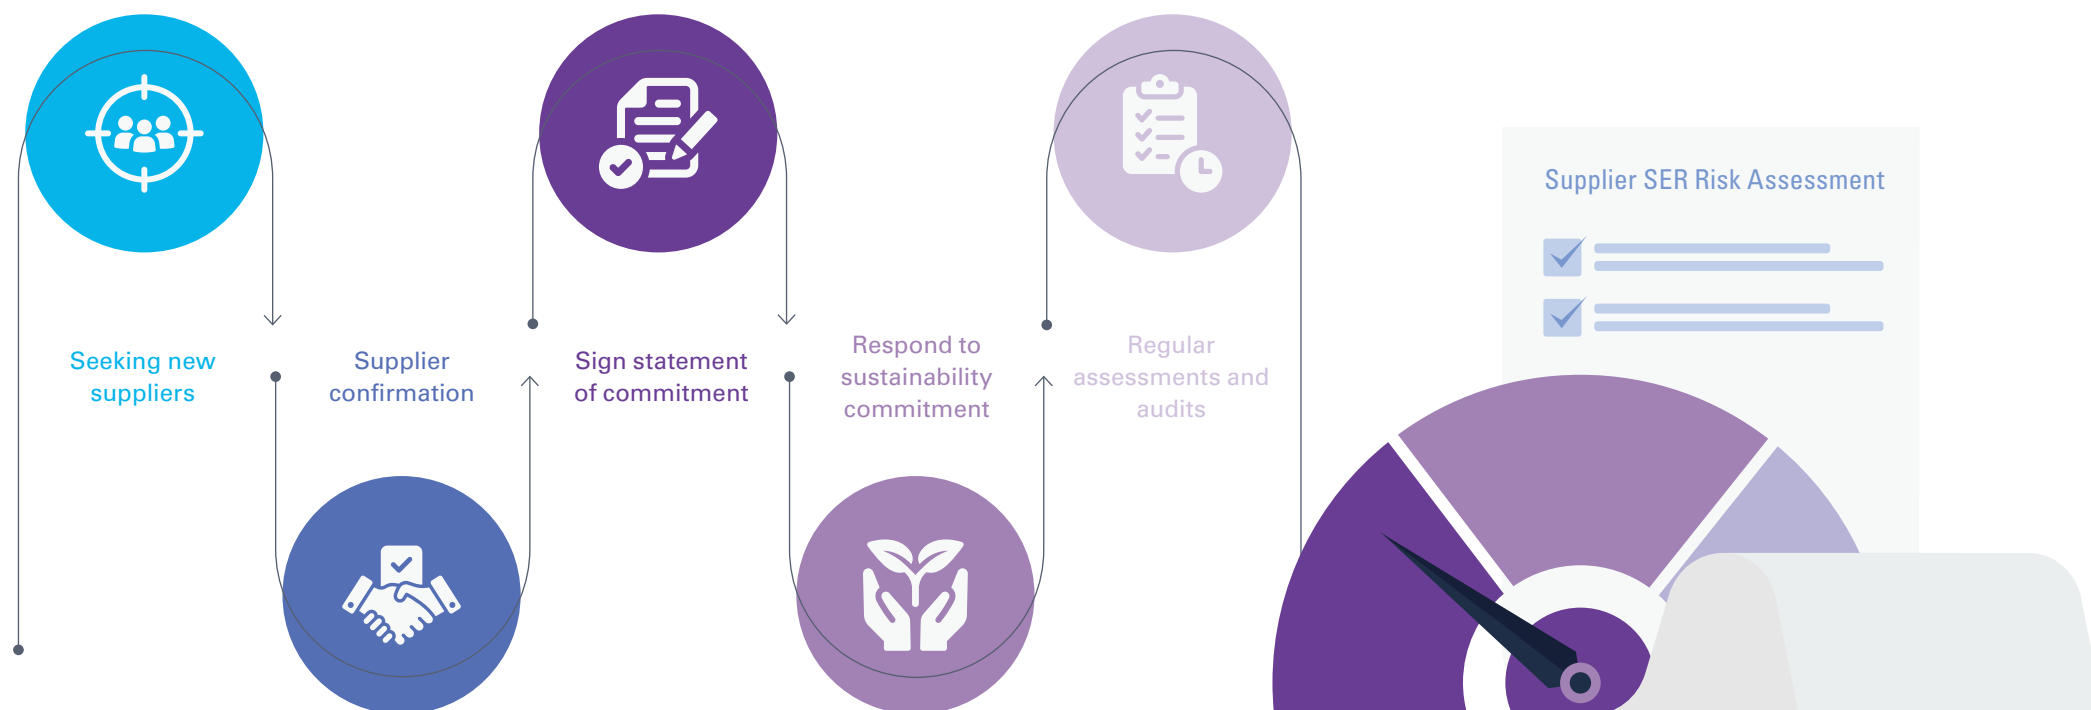 Seeking new
suppliers
Supplier
confirmation
Sign statement
of commitment
Respond to
sustainability
commitment
Regular
assessments and
audits
Supplier SER Risk Assessment